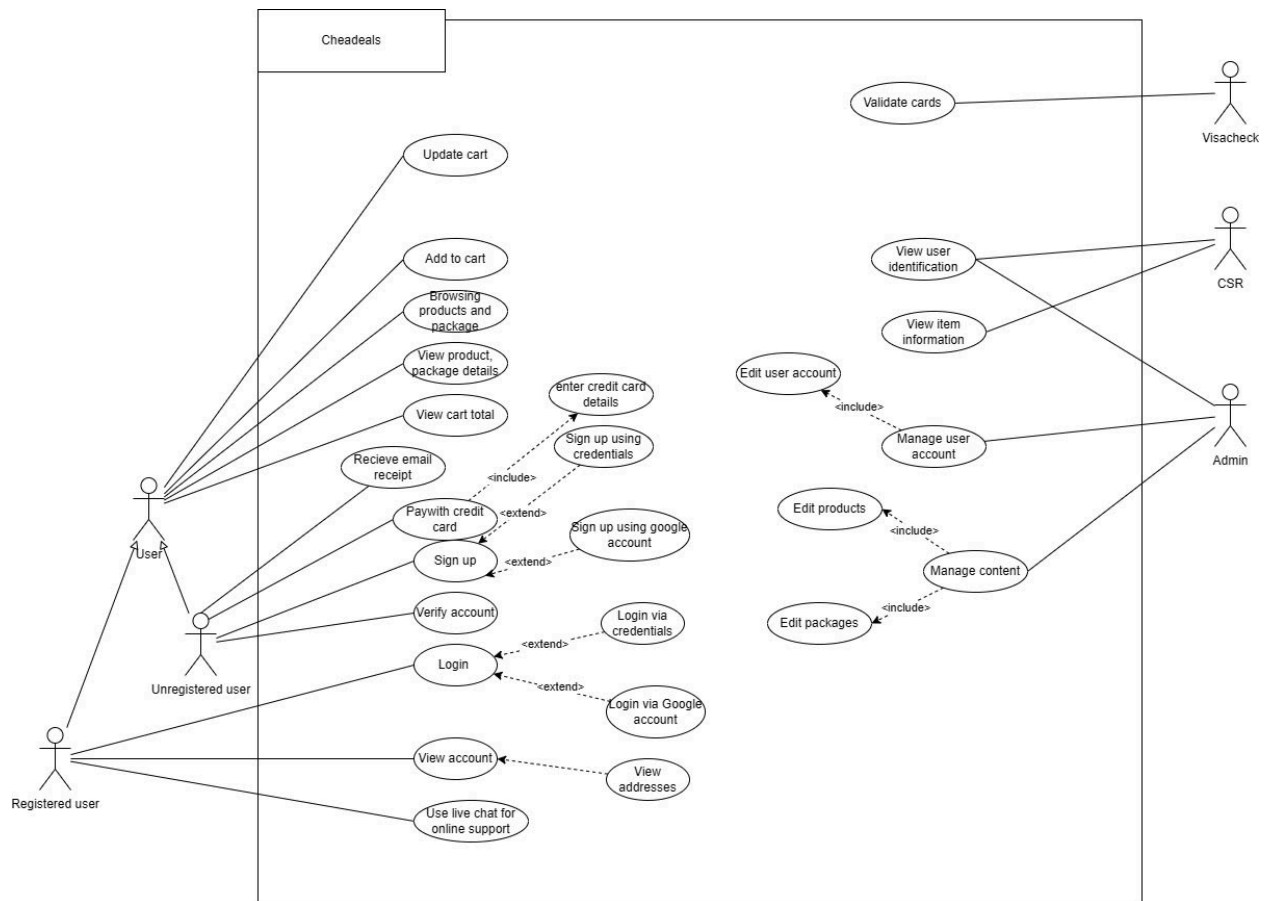 Cheadeals
Validate cards
Visacheck
Update cart
Add to cart
View user
identification
CSR
Browsing
products and
package
View item
information
View product,
package details
Edit user account
enter credit card
details
<include>
View cart total
Sign up using
credentials
Manage user
account
Admin
Recieve email
receipt
<include>
Paywith credit
card
<extend>
Edit products
Sign up using google
account
<include>
User
Sign up
<extend>
Manage content
Verify account
<include>
Login via
credentials
Edit packages
<extend>
Login
Unregistered user
<extend>
Login via Google
account
View account
View
addresses
Registered user
Use live chat for
online support